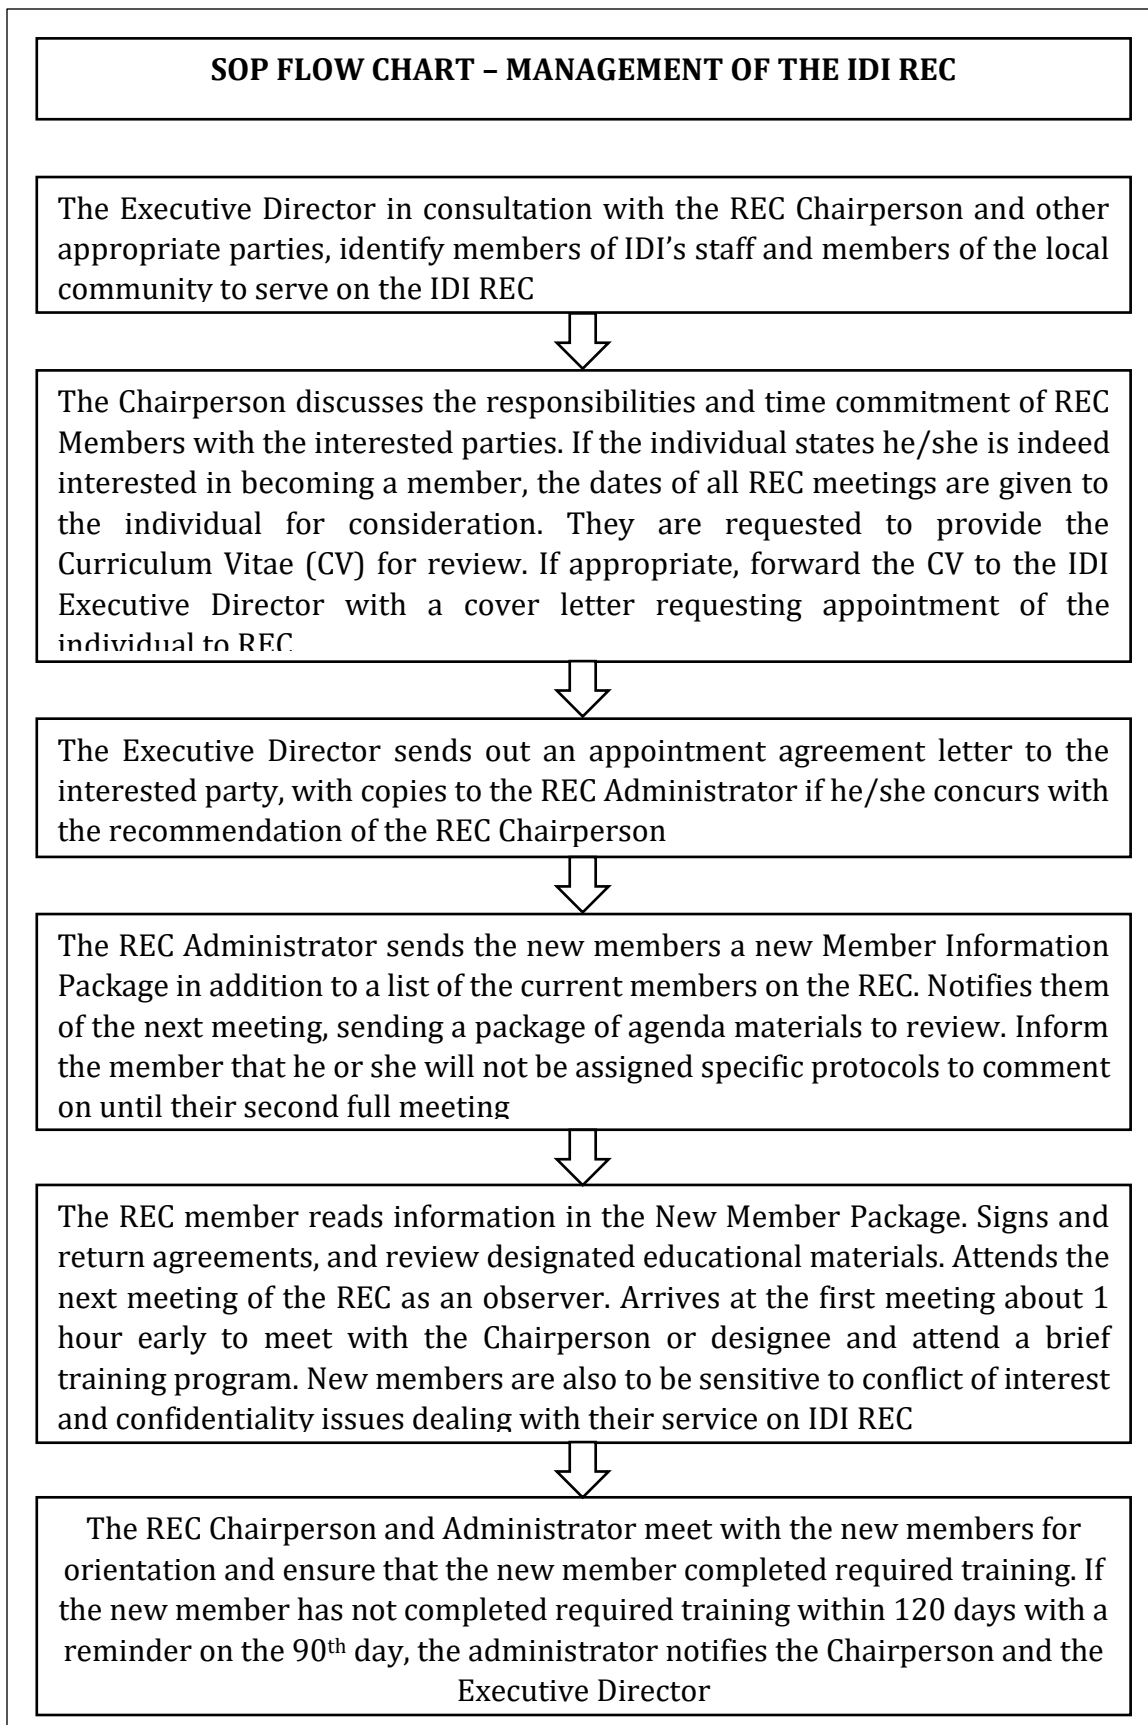 SOP FLOW CHART – MANAGEMENT OF THE IDI REC
The Executive Director in consultation with the REC Chairperson and other
appropriate parties, identify members of IDI’s staff and members of the local
community to serve on the IDI REC
The Chairperson discusses the responsibilities and time commitment of REC
Members with the interested parties. If the individual states he/she is indeed
interested in becoming a member, the dates of all REC meetings are given to
the individual for consideration. They are requested to provide the
Curriculum Vitae (CV) for review. If appropriate, forward the CV to the IDI
Executive Director with a cover letter requesting appointment of the
individual to REC
The Executive Director sends out an appointment agreement letter to the
interested party, with copies to the REC Administrator if he/she concurs with
the recommendation of the REC Chairperson
The REC Administrator sends the new members a new Member Information
Package in addition to a list of the current members on the REC. Notifies them
of the next meeting, sending a package of agenda materials to review. Inform
the member that he or she will not be assigned specific protocols to comment
on until their second full meeting
The REC member reads information in the New Member Package. Signs and
return agreements, and review designated educational materials. Attends the
next meeting of the REC as an observer. Arrives at the first meeting about 1
hour early to meet with the Chairperson or designee and attend a brief
training program. New members are also to be sensitive to conflict of interest
and confidentiality issues dealing with their service on IDI REC
The REC Chairperson and Administrator meet with the new members for
orientation and ensure that the new member completed required training. If
the new member has not completed required training within 120 days with a
reminder on the 90th day, the administrator notifies the Chairperson and the
Executive Director